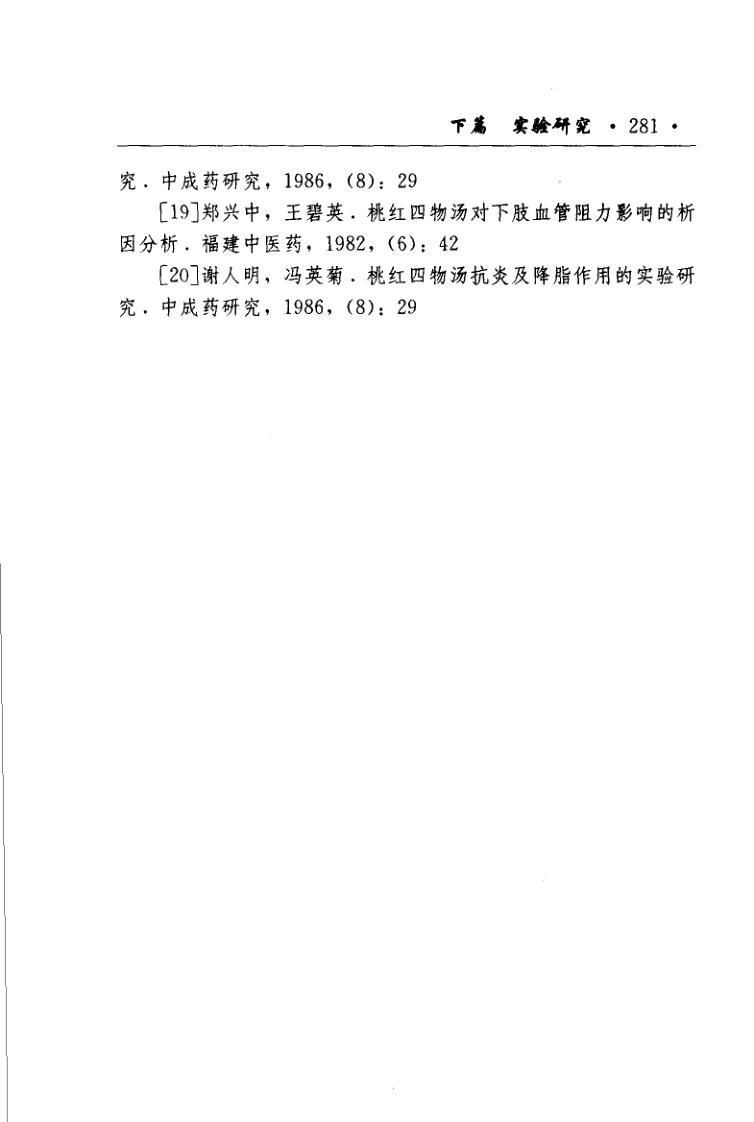 下篇 实验研究 · 281 ·
究．中成药研究，1986，(8)：29
[19]郑兴中，王碧英．桃红四物汤对下肢血管阻力影响的析
因分析．福建中医药，1982，(6)：42
[20]谢人明，冯英菊．桃红四物汤抗炎及降脂作用的实验研
究．中成药研究，1986，(8)：29